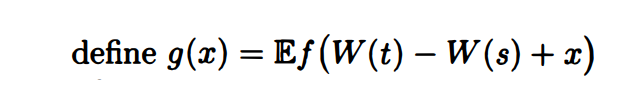 define g(x) = 𝔼f(W(t) − W(s) + x)